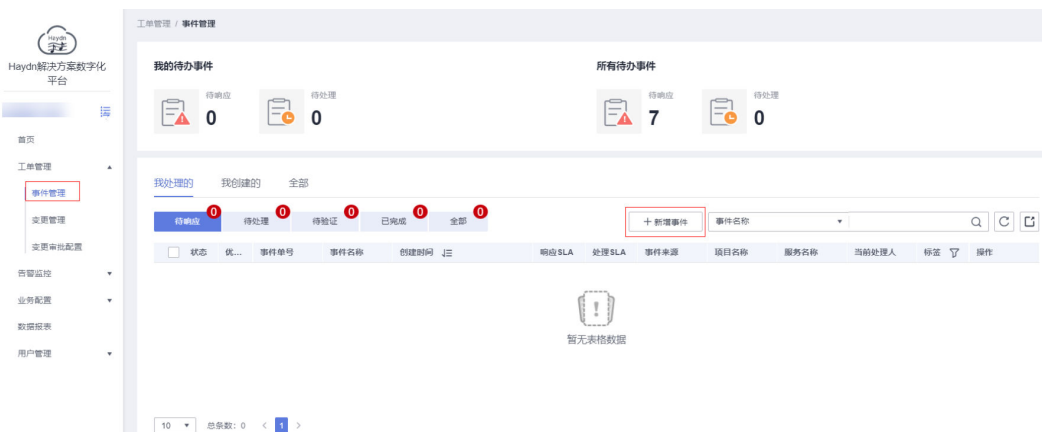 工单管理 / 事件管理
Haydn
Haydn解决方案数字化
平台
首页
工单管理
事件管理
变更管理
变更审批配置
告警监控
业务配置
数据报表
用户管理
我的待办事件
待响应
0
待处理
0
所有待办事件
待响应
7
待处理
0
我处理的 我创建的 全部
待响应 0 待处理 0 待验证 0 已完成 0 全部 0
+ 新增事件 事件名称
状态 优... 事件单号 事件名称 创建时间 响应SLA 处理SLA 事件来源 项目名称 服务名称 当前处理人 标签 操作
暂无表格数据
10 总条数: 0 < 1 >